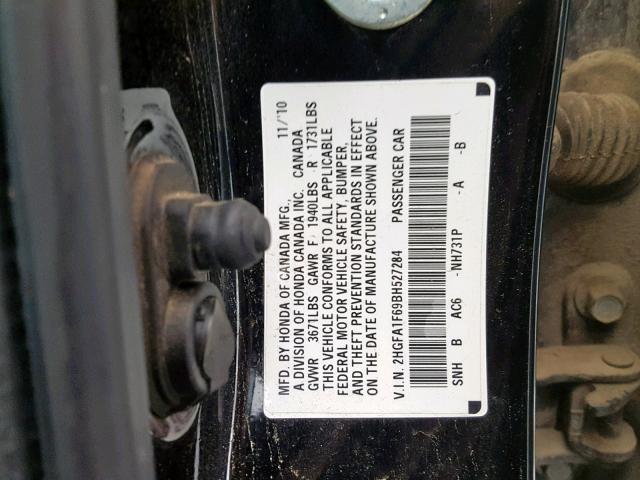 MFD. BY HONDA OF CANADA MFG., 11/'10
A DIVISION OF HONDA CANADA INC. CANADA
GVWR 3671LBS GAWR F 1940LBS R 1731LBS
THIS VEHICLE CONFORMS TO ALL APPLICABLE
FEDERAL MOTOR VEHICLE SAFETY, BUMPER,
AND THEFT PREVENTION STANDARDS IN EFFECT
ON THE DATE OF MANUFACTURE SHOWN ABOVE.
V.I.N. 2HGFA1F69BH527284 PASSENGER CAR
SNH B AC6 -NH731P -A -B